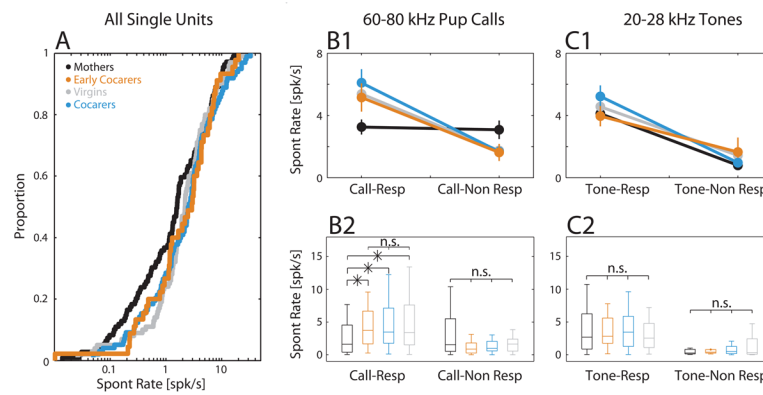 All Single Units
60-80 kHz Pup Calls
20-28 kHz Tones
A
1
0.8
0.6
0.4
0.2
0
Proportion
Mothers
Early Cocarers
Virgins
Cocarers
0.1
1
10
Spont Rate [spk/s]
B1
8
4
0
Spont Rate [spk/s]
Call-Resp
Call-Non Resp
C1
8
4
0
Tone-Resp
Tone-Non Resp
B2
15
10
5
0
Spont Rate [spk/s]
n.s.
n.s.
Call-Resp
Call-Non Resp
C2
15
10
5
0
n.s.
n.s.
Tone-Resp
Tone-Non Resp